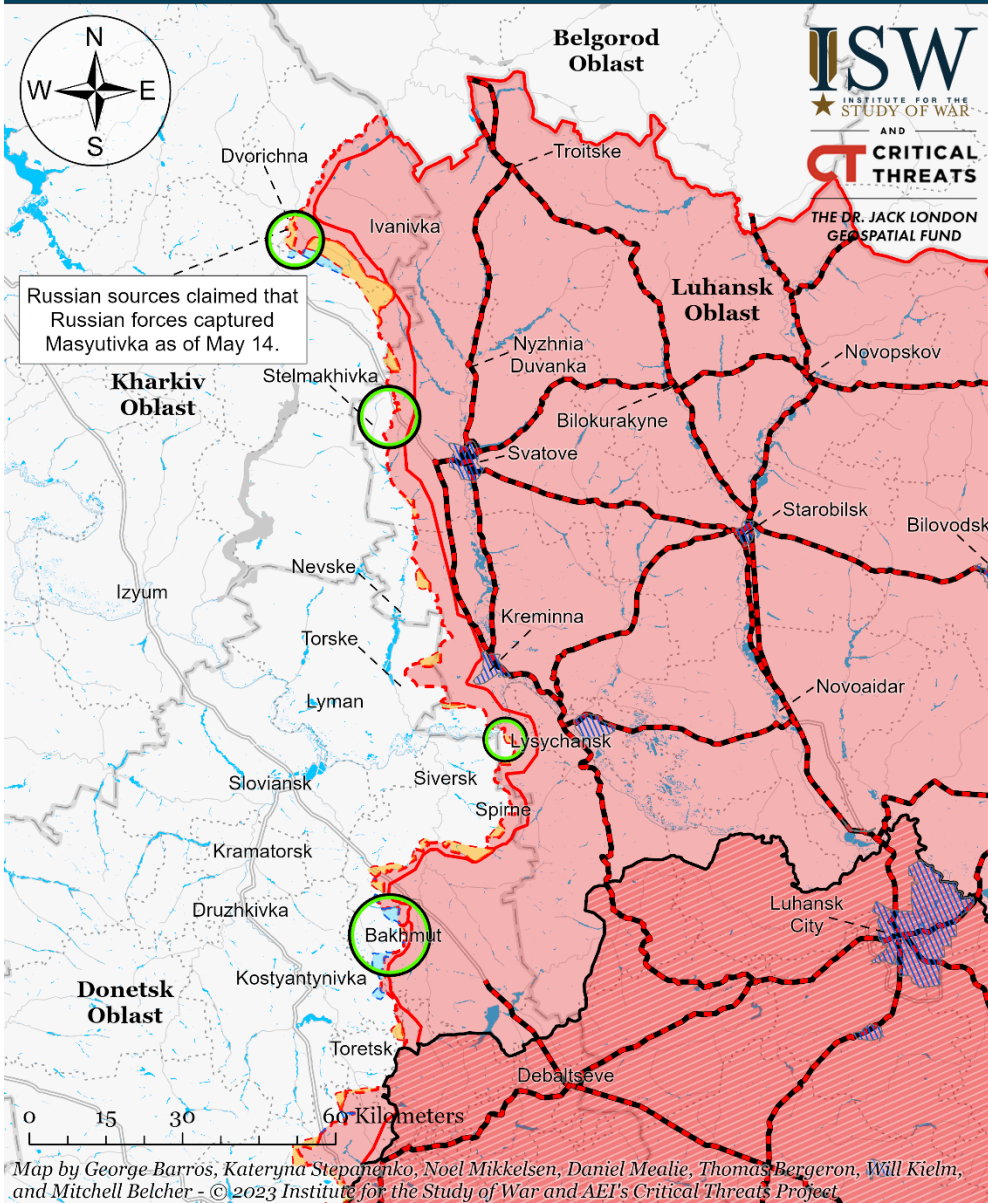 N
W
E
S
Belgorod
Oblast
ISW
INSTITUTE FOR THE
STUDY OF WAR
AND
CT CRITICAL
THREATS
THE DR. JACK LONDON
GEOSPATIAL FUND
Dvorichna
Troitske
Ivanivka
Russian sources claimed that
Russian forces captured
Masyutivka as of May 14.
Luhansk
Oblast
Nyzhnia
Duvanka
Novopskov
Kharkiv
Oblast
Stelmakhivka
Bilokurakyne
Svatove
Starobilsk
Bilovodsk
Nevske
Izyum
Kreminna
Torske
Novoaidar
Lyman
Lysychansk
Siversk
Sloviansk
Spirne
Kramatorsk
Druzhkivka
Luhansk
City
Bakhmut
Kostyantynivka
Donetsk
Oblast
Toretsk
Debaltseve
0 15 30 60 Kilometers
Map by George Barros, Kateryna Stepanenko, Noel Mikkelsen, Daniel Mealie, Thomas Bergeron, Will Kielm,
and Mitchell Belcher - © 2023 Institute for the Study of War and AEI's Critical Threats Project